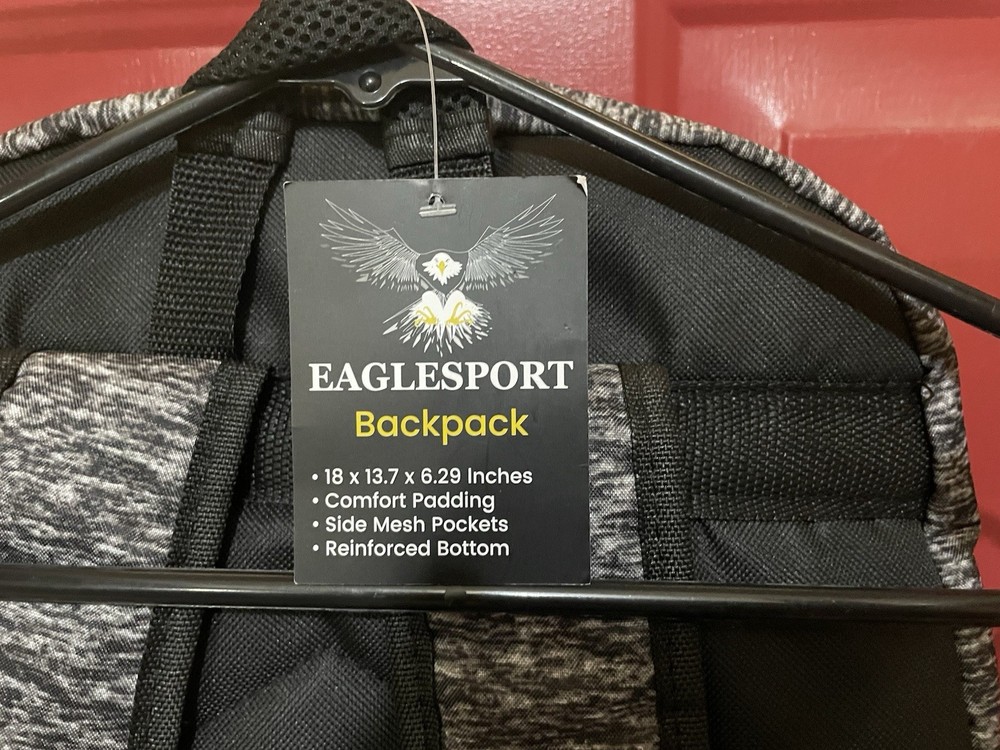 EAGLESPORT
Backpack
• 18 x 13.7 x 6.29 Inches
• Comfort Padding
• Side Mesh Pockets
• Reinforced Bottom